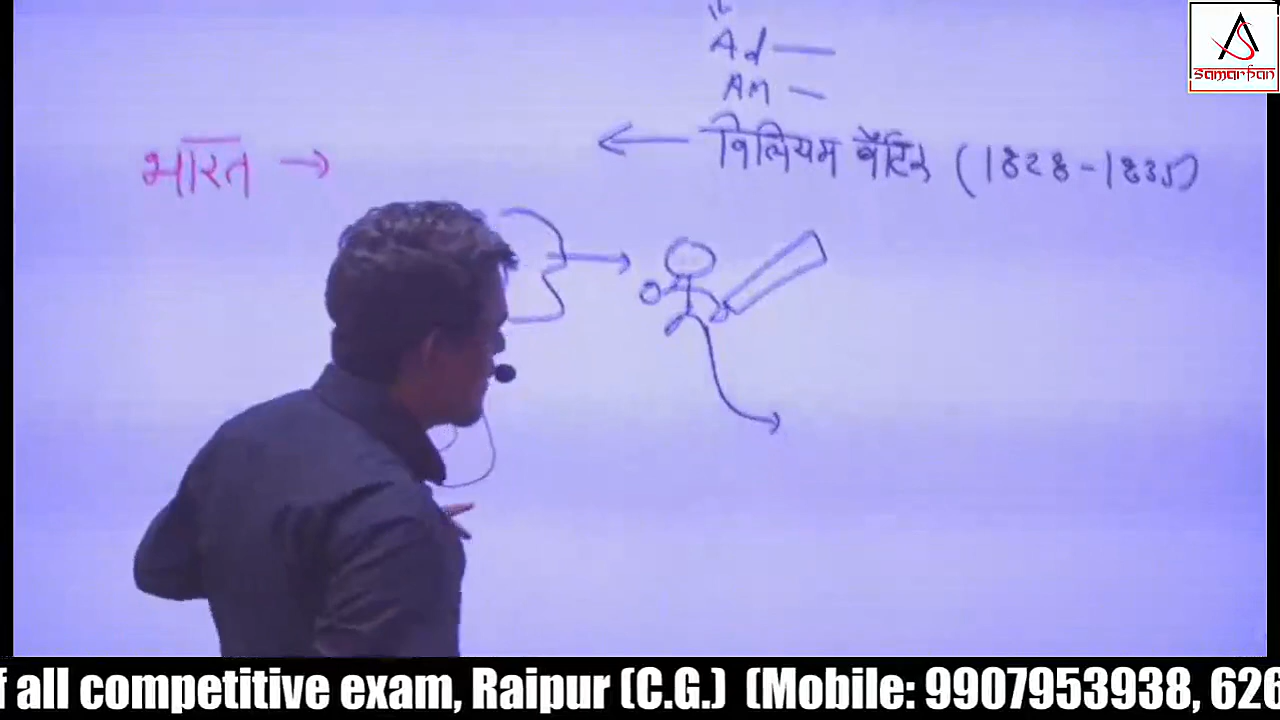 Ad —
AM —
SAMARPAN
← विलियम बैंटिक (1828-1835)
भारत →
f all competitive exam, Raipur (C.G.) (Mobile: 9907953938, 626